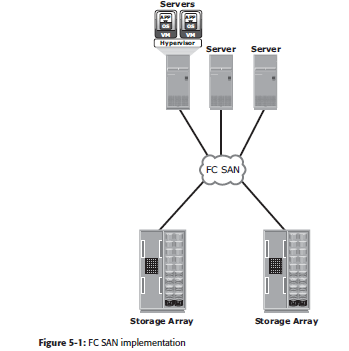 Servers
APP APP
OS OS
VM VM
Hypervisor
Server Server
FC SAN
Storage Array Storage Array
Figure 5-1: FC SAN implementation